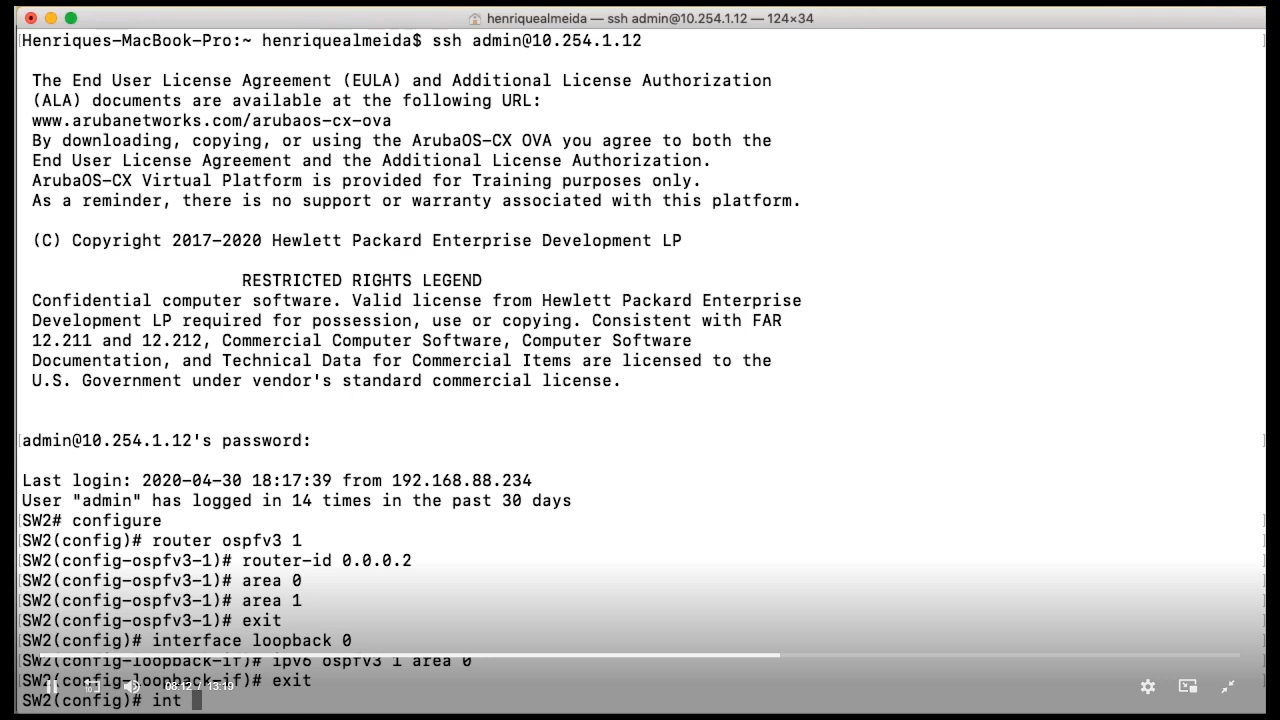 henriquealmeida — ssh admin@10.254.1.12 — 124×34
Henriques-MacBook-Pro:~ henriquealmeida$ ssh admin@10.254.1.12
The End User License Agreement (EULA) and Additional License Authorization
(ALA) documents are available at the following URL:
www.arubanetworks.com/arubaos-cx-ova
By downloading, copying, or using the ArubaOS-CX OVA you agree to both the
End User License Agreement and the Additional License Authorization.
ArubaOS-CX Virtual Platform is provided for Training purposes only.
As a reminder, there is no support or warranty associated with this platform.
(C) Copyright 2017-2020 Hewlett Packard Enterprise Development LP
RESTRICTED RIGHTS LEGEND
Confidential computer software. Valid license from Hewlett Packard Enterprise
Development LP required for possession, use or copying. Consistent with FAR
12.211 and 12.212, Commercial Computer Software, Computer Software
Documentation, and Technical Data for Commercial Items are licensed to the
U.S. Government under vendor's standard commercial license.
admin@10.254.1.12's password:
Last login: 2020-04-30 18:17:39 from 192.168.88.234
User "admin" has logged in 14 times in the past 30 days
SW2# configure
SW2(config)# router ospfv3 1
SW2(config-ospfv3-1)# router-id 0.0.0.2
SW2(config-ospfv3-1)# area 0
SW2(config-ospfv3-1)# area 1
SW2(config-ospfv3-1)# exit
SW2(config)# interface loopback 0
SW2(config-loopback-if)# ipv6 ospfv3 1 area 0
SW2(config-loopback-if)# exit
10
08:12 / 13:19
SW2(config)# int